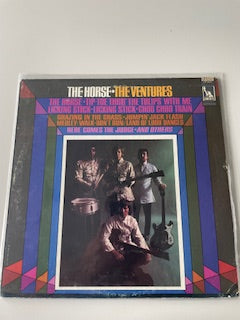 THE HORSE•THE VENTURES
THE HORSE•TIP-TOE THRU' THE TULIPS WITH ME
LICKING STICK-LICKING STICK•CHOO CHOO TRAIN
GRAZING IN THE GRASS•JUMPIN' JACK FLASH
MEDLEY: WALK-DON'T RUN/LAND OF 1,000 DANCES
HERE COMES THE JUDGE•AND OTHERS